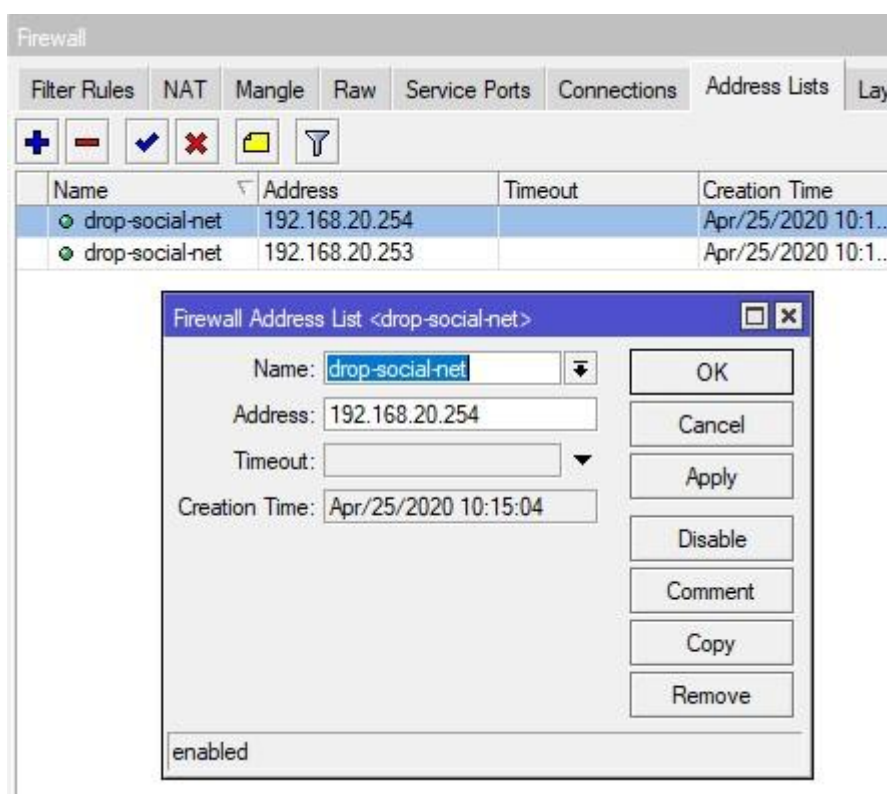 Firewall
Filter Rules NAT Mangle Raw Service Ports Connections Address Lists Lay
Name Address Timeout Creation Time
drop-social-net 192.168.20.254 Apr/25/2020 10:1...
drop-social-net 192.168.20.253 Apr/25/2020 10:1...
Firewall Address List <drop-social-net>
Name: drop-social-net OK
Address: 192.168.20.254 Cancel
Timeout: Apply
Creation Time: Apr/25/2020 10:15:04
Disable
Comment
Copy
Remove
enabled